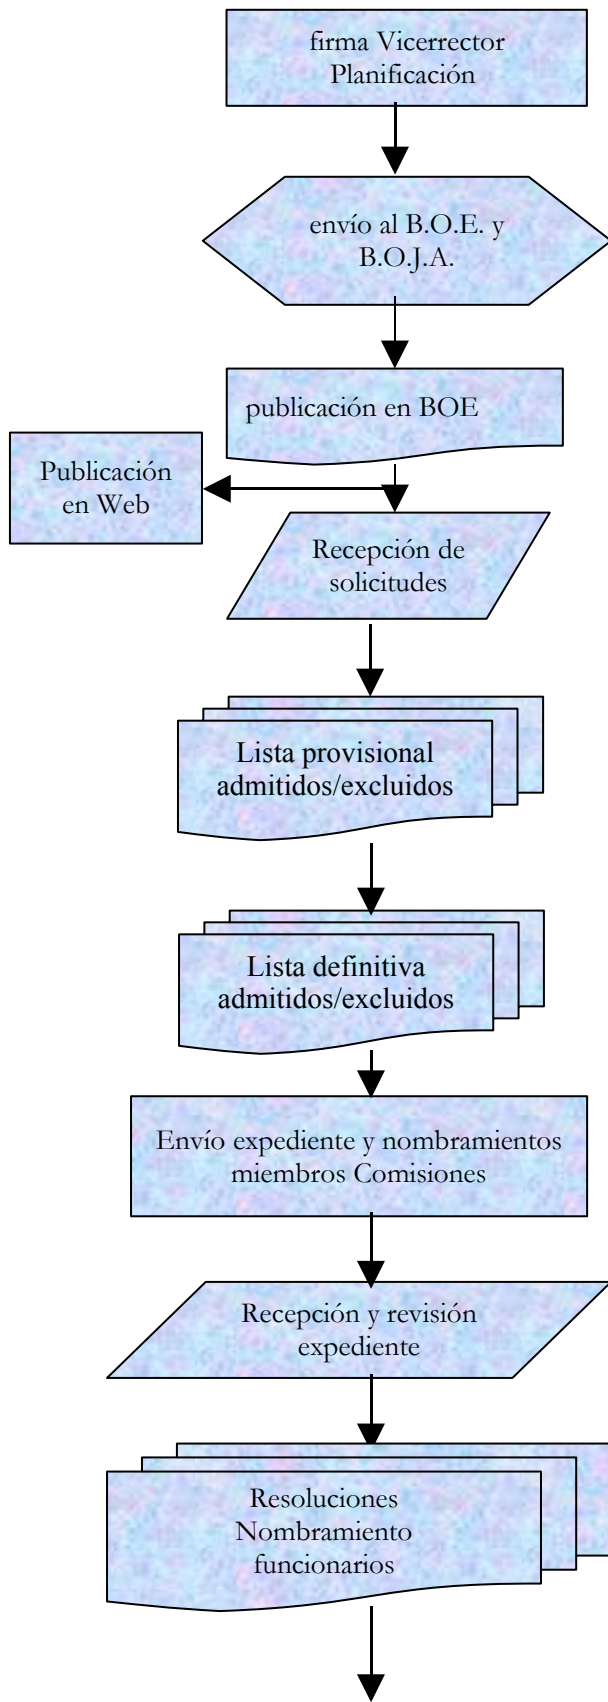 firma Vicerrector
Planificación
envío al B.O.E. y
B.O.J.A.
publicación en BOE
Publicación
en Web
Recepción de
solicitudes
Lista provisional
admitidos/excluidos
Lista definitiva
admitidos/excluidos
Envío expediente y nombramientos
miembros Comisiones
Recepción y revisión
expediente
Resoluciones
Nombramiento
funcionarios